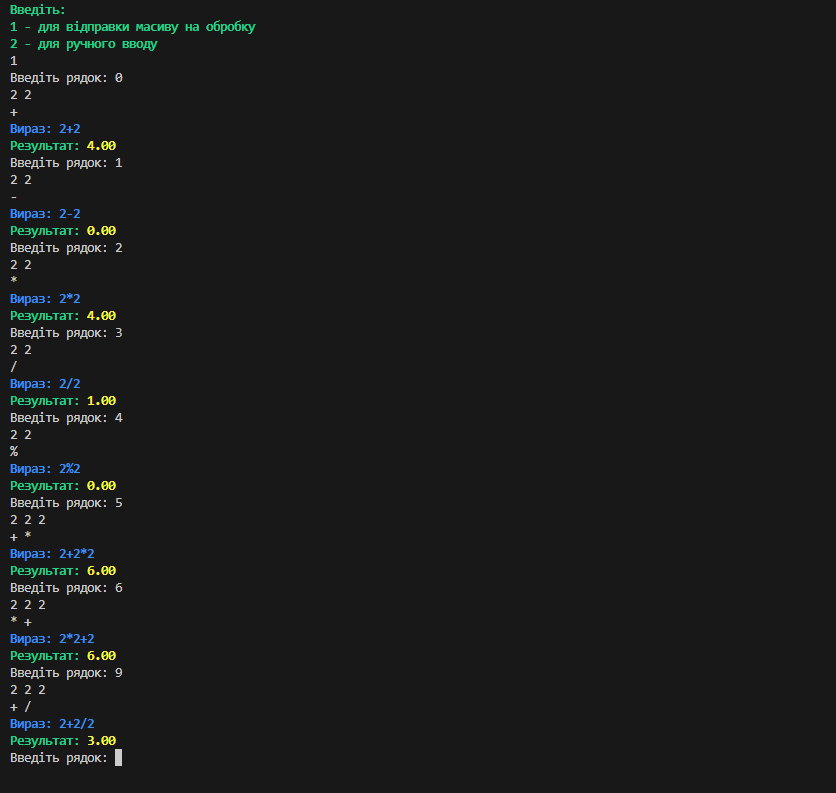 Введіть:
1 - для відправки масиву на обробку
2 - для ручного вводу
1
Введіть рядок: 0
2 2
+
Вираз: 2+2
Результат: 4.00
Введіть рядок: 1
2 2
-
Вираз: 2-2
Результат: 0.00
Введіть рядок: 2
2 2
*
Вираз: 2*2
Результат: 4.00
Введіть рядок: 3
2 2
/
Вираз: 2/2
Результат: 1.00
Введіть рядок: 4
2 2
%
Вираз: 2%2
Результат: 0.00
Введіть рядок: 5
2 2 2
+ *
Вираз: 2+2*2
Результат: 6.00
Введіть рядок: 6
2 2 2
* +
Вираз: 2*2+2
Результат: 6.00
Введіть рядок: 9
2 2 2
+ /
Вираз: 2+2/2
Результат: 3.00
Введіть рядок: